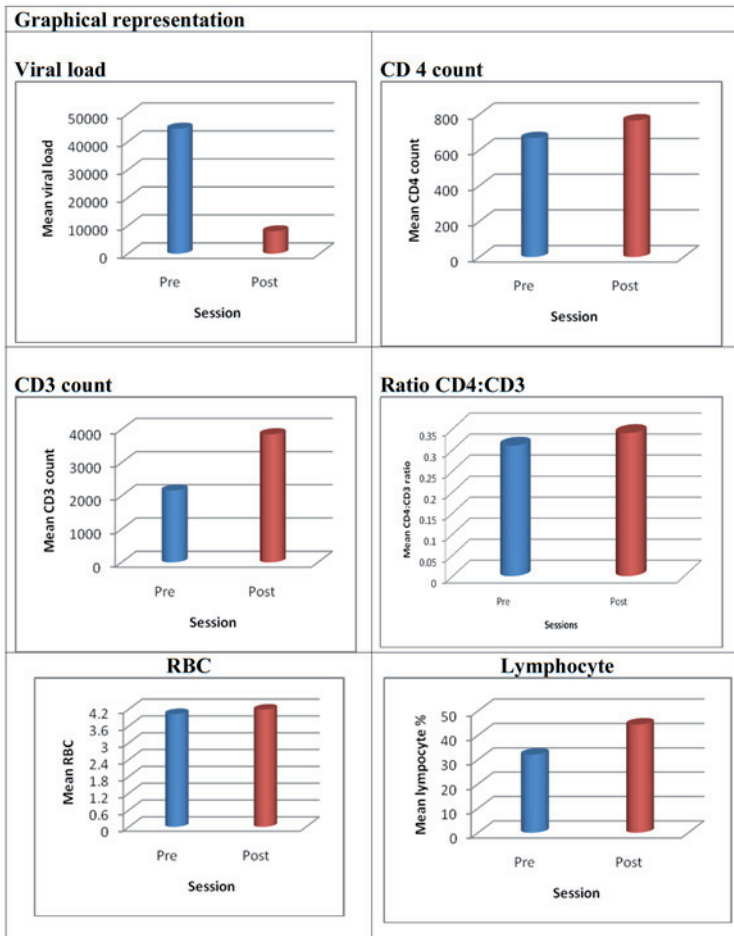 Graphical representation
Viral load
Mean viral load
50000
40000
30000
20000
10000
0
Pre Post
Session
CD 4 count
Mean CD4 count
800
600
400
200
0
Pre Post
Session
CD3 count
Mean CD3 count
4000
3000
2000
1000
0
Pre Post
Session
Ratio CD4:CD3
Mean CD4:CD3 ratio
0.35
0.3
0.25
0.2
0.15
0.1
0.05
0
Pre Post
Sessions
RBC
Mean RBC
4.2
3.6
3
2.4
1.8
1.2
0.6
0
Pre Post
Session
Lymphocyte
Mean lympocyte %
50
40
30
20
10
0
Pre Post
Session